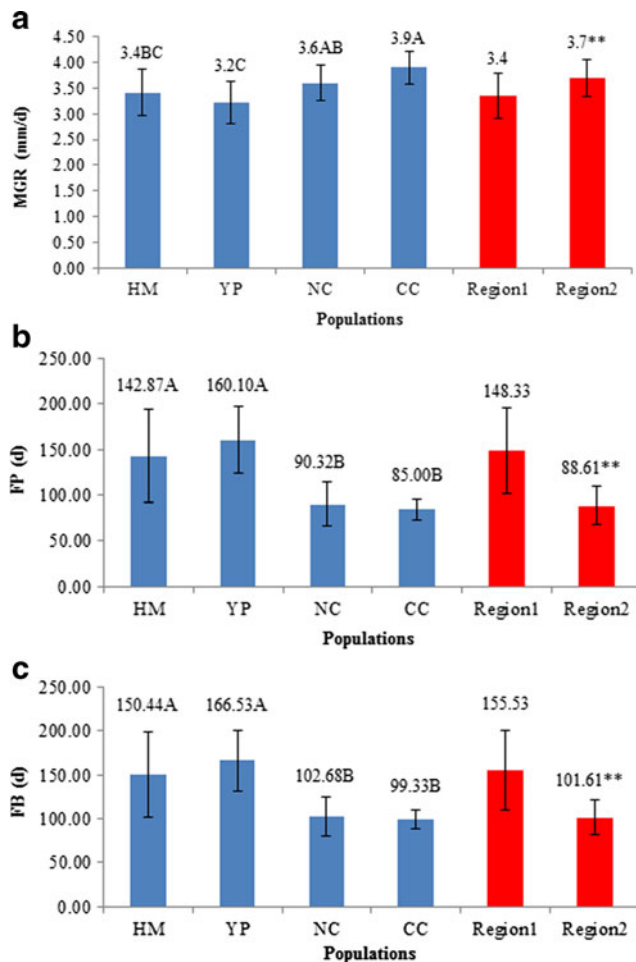 a
3.4BC 3.2C 3.6AB 3.9A 3.4 3.7**
4.50
4.00
3.50
3.00
2.50
2.00
1.50
1.00
0.50
0.00
MGR (mm/d)
HM YP NC CC Region1 Region2
Populations
b
250.00
200.00
150.00
100.00
50.00
0.00
FP (d)
142.87A 160.10A 90.32B 85.00B 148.33 88.61**
HM YP NC CC Region1 Region2
Populations
c
250.00
200.00
150.00
100.00
50.00
0.00
FB (d)
150.44A 166.53A 102.68B 99.33B 155.53 101.61**
HM YP NC CC Region1 Region2
Populations